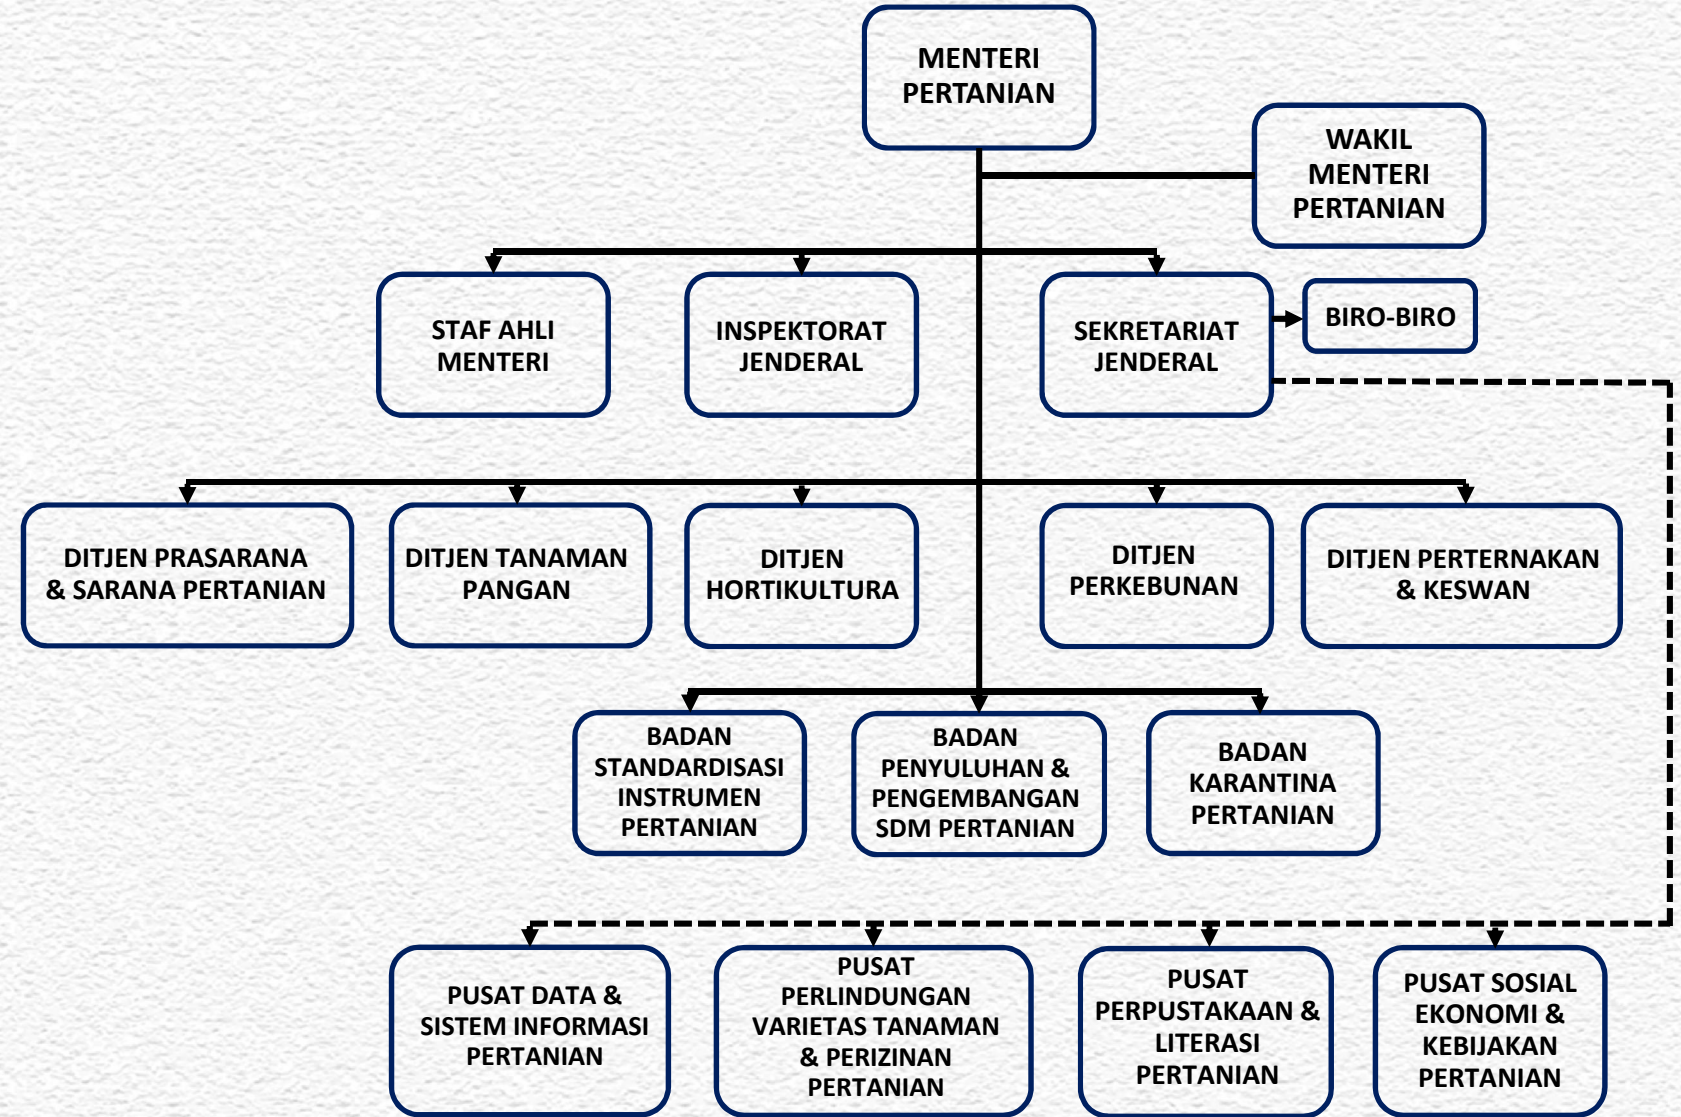 MENTERI
PERTANIAN
WAKIL
MENTERI
PERTANIAN
STAF AHLI
MENTERI
INSPEKTORAT
JENDERAL
SEKRETARIAT
JENDERAL
BIRO-BIRO
DITJEN PRASARANA
& SARANA PERTANIAN
DITJEN TANAMAN
PANGAN
DITJEN
HORTIKULTURA
DITJEN
PERKEBUNAN
DITJEN PERTERNAKAN
& KESWAN
BADAN
STANDARDISASI
INSTRUMEN
PERTANIAN
BADAN
PENYULUHAN &
PENGEMBANGAN
SDM PERTANIAN
BADAN
KARANTINA
PERTANIAN
PUSAT DATA &
SISTEM INFORMASI
PERTANIAN
PUSAT
PERLINDUNGAN
VARIETAS TANAMAN
& PERIZINAN
PERTANIAN
PUSAT
PERPUSTAKAAN &
LITERASI
PERTANIAN
PUSAT SOSIAL
EKONOMI &
KEBIJAKAN
PERTANIAN